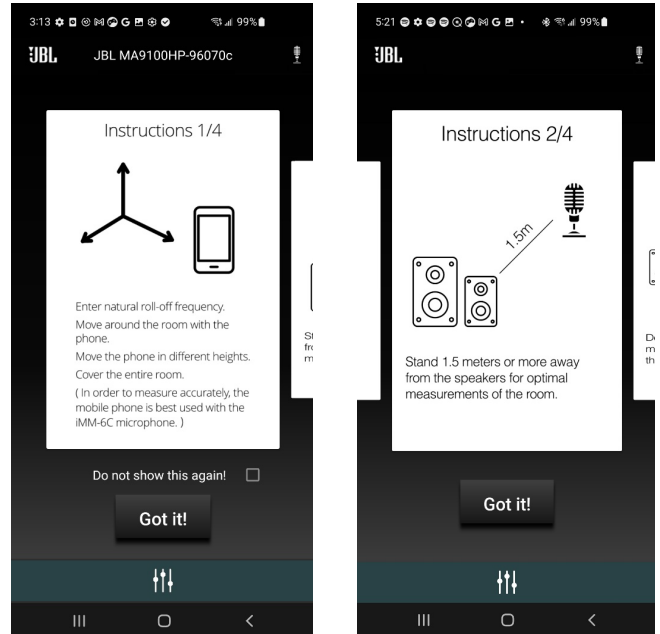 3:13
99%
JBL
JBL MA9100HP-96070c
Instructions 1/4
Enter natural roll-off frequency.
Move around the room with the
phone.
Move the phone in different heights.
Cover the entire room.
( In order to measure accurately, the
mobile phone is best used with the
iMM-6C microphone. )
Do not show this again!
Got it!
5:21
99%
JBL
Instructions 2/4
1.5m
Stand 1.5 meters or more away
from the speakers for optimal
measurements of the room.
Got it!